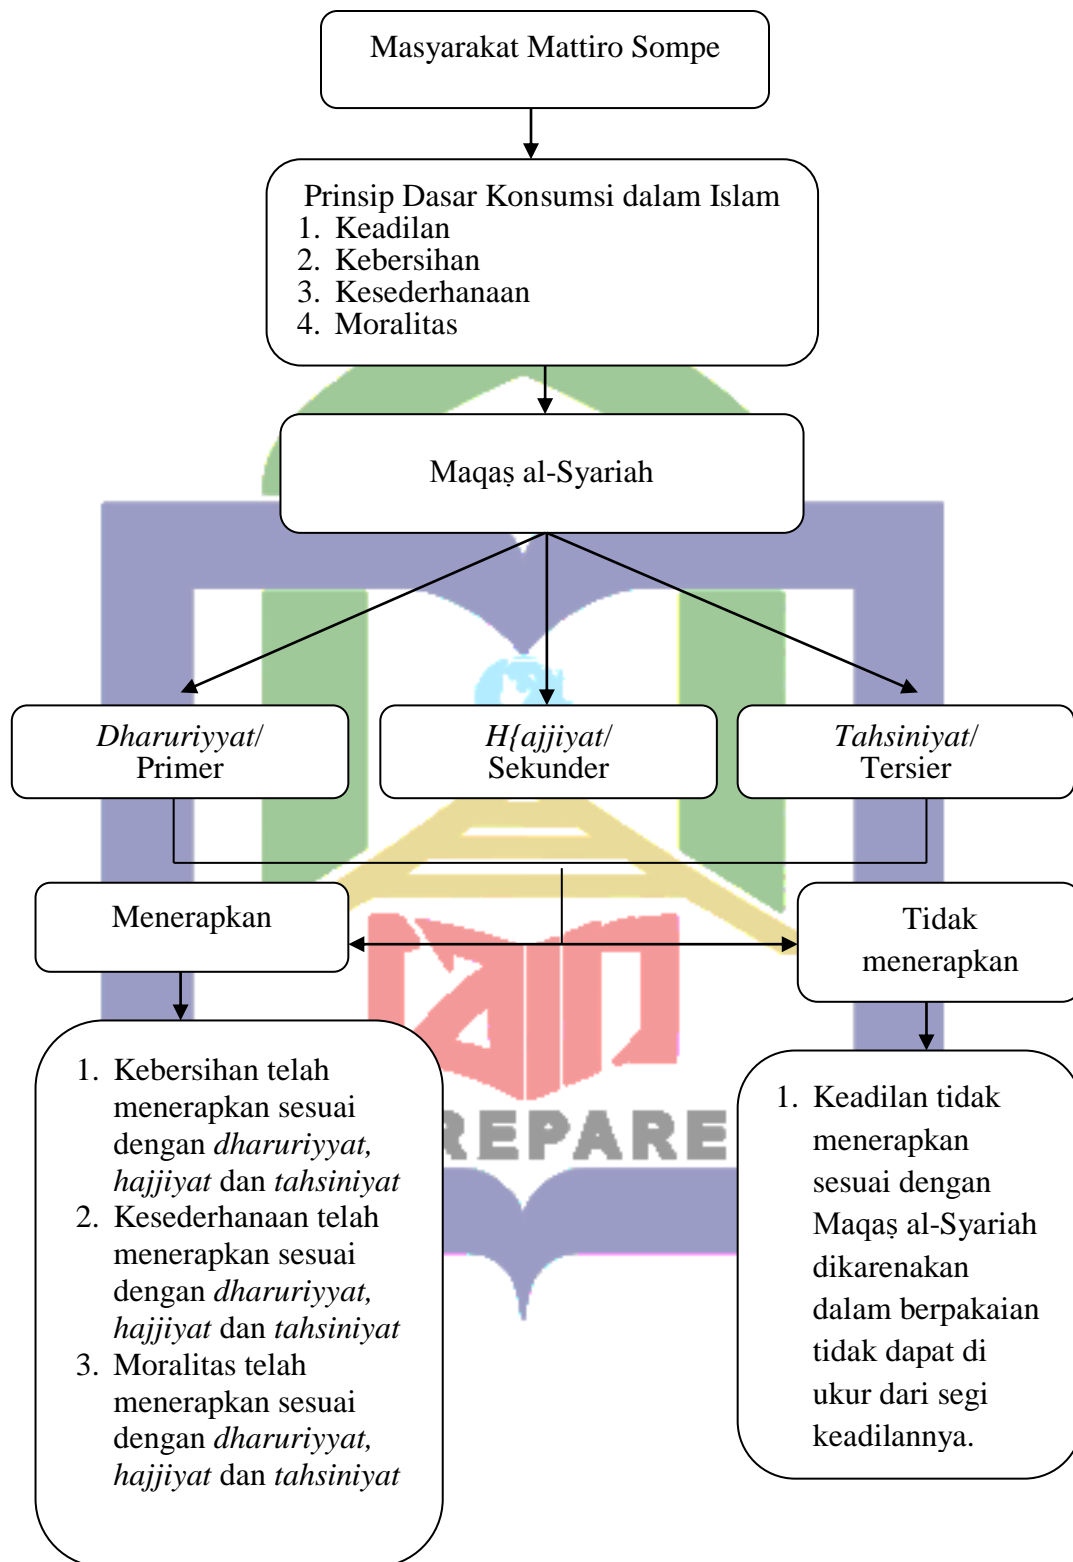 Masyarakat Mattiro Sompe
Prinsip Dasar Konsumsi dalam Islam
1. Keadilan
2. Kebersihan
3. Kesederhanaan
4. Moralitas
Maqaṣ al-Syariah
Dharuriyyat/
Primer
H{ajjiyat/
Sekunder
Tahsiniyat/
Tersier
Menerapkan
Tidak
menerapkan
1. Kebersihan telah
menerapkan sesuai
dengan dharuriyyat,
hajjiyat dan tahsiniyat
2. Kesederhanaan telah
menerapkan sesuai
dengan dharuriyyat,
hajjiyat dan tahsiniyat
3. Moralitas telah
menerapkan sesuai
dengan dharuriyyat,
hajjiyat dan tahsiniyat
1. Keadilan tidak
menerapkan
sesuai dengan
Maqaṣ al-Syariah
dikarenakan
dalam berpakaian
tidak dapat di
ukur dari segi
keadilannya.
REPARE